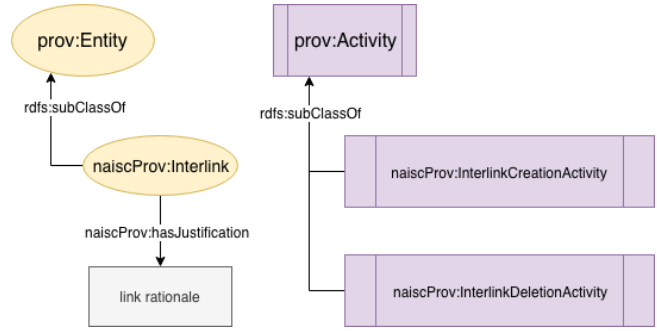 prov:Entity
prov:Activity
rdfs:subClassOf
rdfs:subClassOf
naiscProv:Interlink
naiscProv:InterlinkCreationActivity
naiscProv:hasJustification
link rationale
naiscProv:InterlinkDeletionActivity